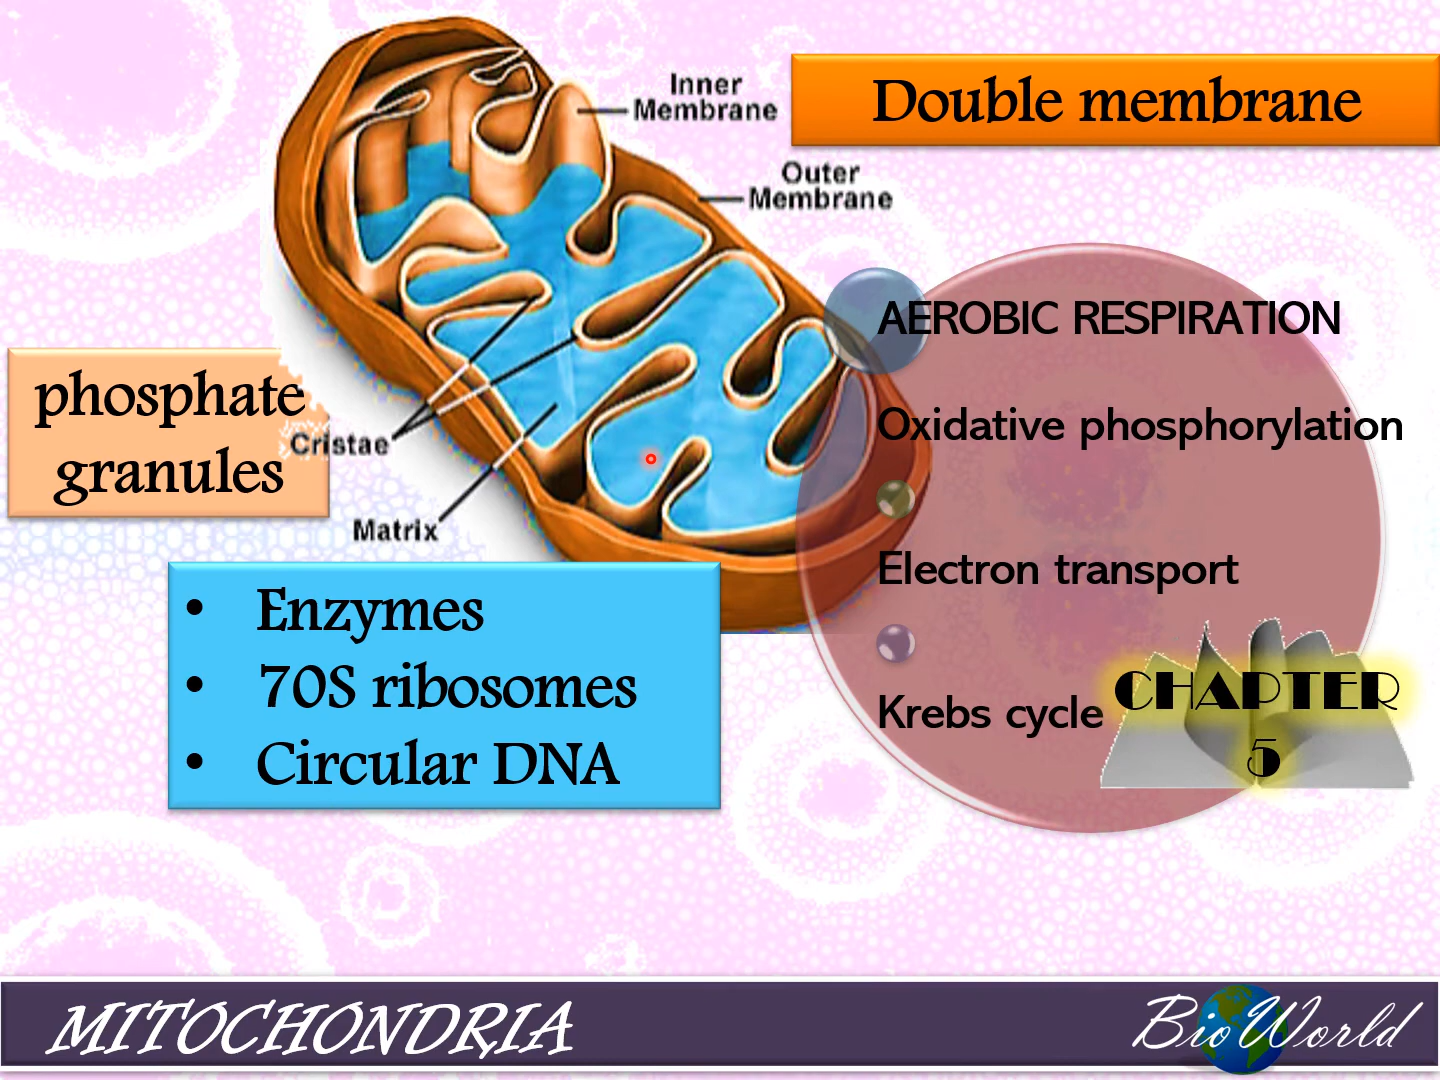 Inner
Membrane
Double membrane
Outer
Membrane
AEROBIC RESPIRATION
phosphate
granules
Cristae
Oxidative phosphorylation
Matrix
Electron transport
• Enzymes
• 70S ribosomes
• Circular DNA
Krebs cycle
CHAPTER
5
MITOCHONDRIA
BioWorld